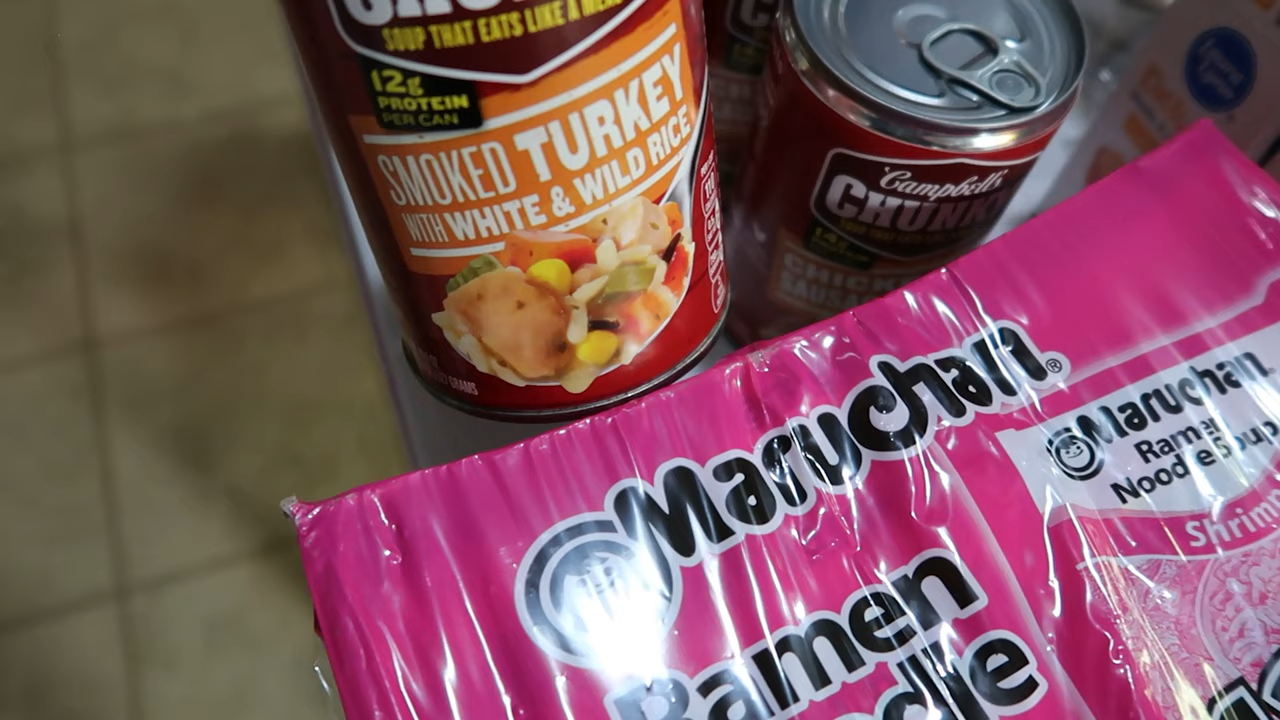 SOUP THAT EATS LIKE A MEAL
12g
PROTEIN
PER CAN
SMOKED TURKEY
WITH WHITE & WILD RICE
Campbell's
CHUNKY
Maruchan®
Ramen
Maruchan
Ramen
Noodle Soup
Shrimp